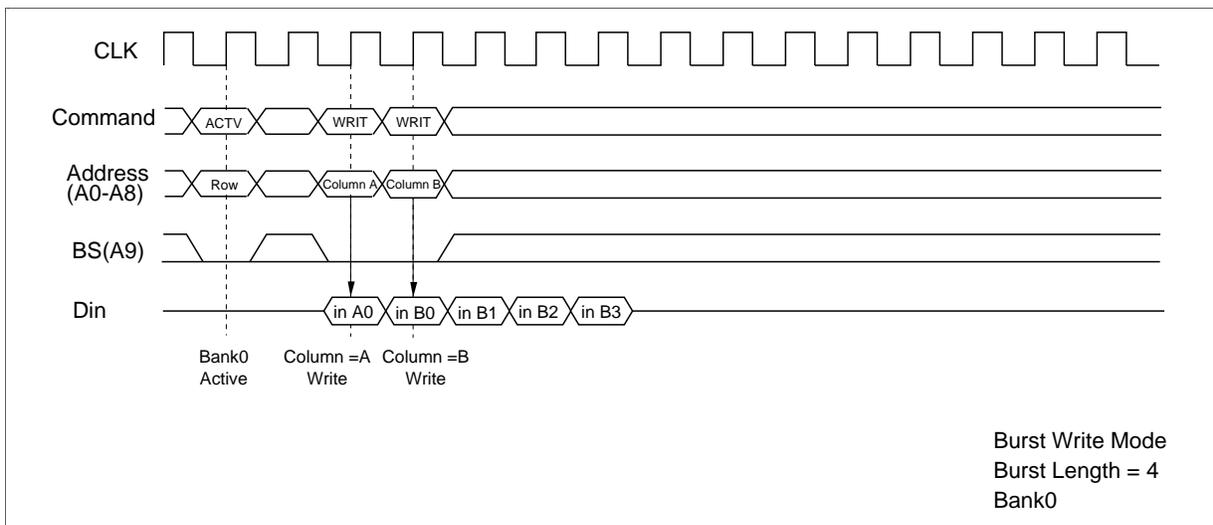 CLK
Command
ACTV
WRIT
WRIT
Address
(A0-A8)
Row
Column A
Column B
BS(A9)
Din
in A0
in B0
in B1
in B2
in B3
Bank0
Active
Column =A
Write
Column =B
Write
Burst Write Mode
Burst Length = 4
Bank0